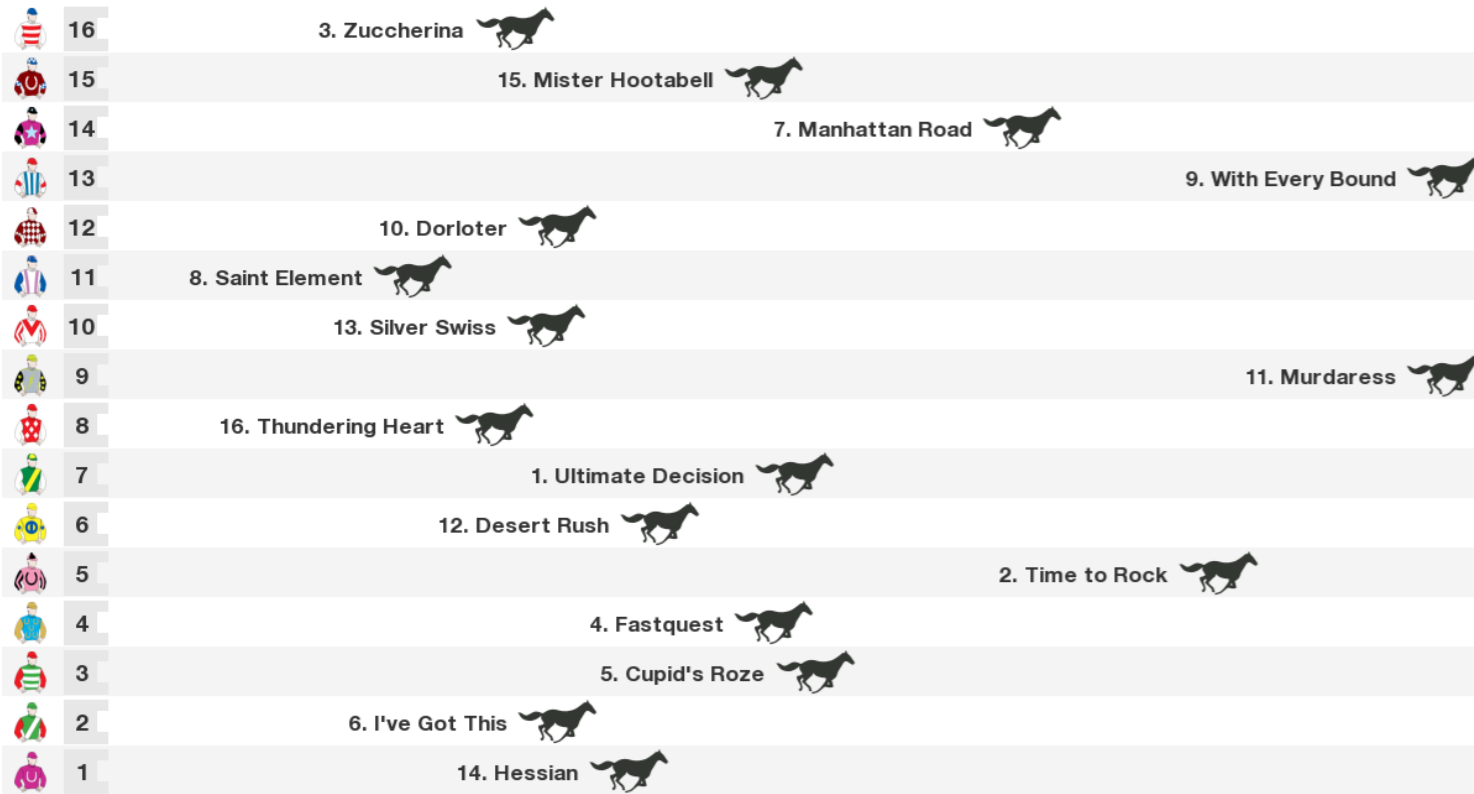 16 3. Zuccherina
15 15. Mister Hootabell
14 7. Manhattan Road
13 9. With Every Bound
12 10. Dorloter
11 8. Saint Element
10 13. Silver Swiss
9 11. Murdaress
8 16. Thundering Heart
7 1. Ultimate Decision
6 12. Desert Rush
5 2. Time to Rock
4 4. Fastquest
3 5. Cupid's Roze
2 6. I've Got This
1 14. Hessian